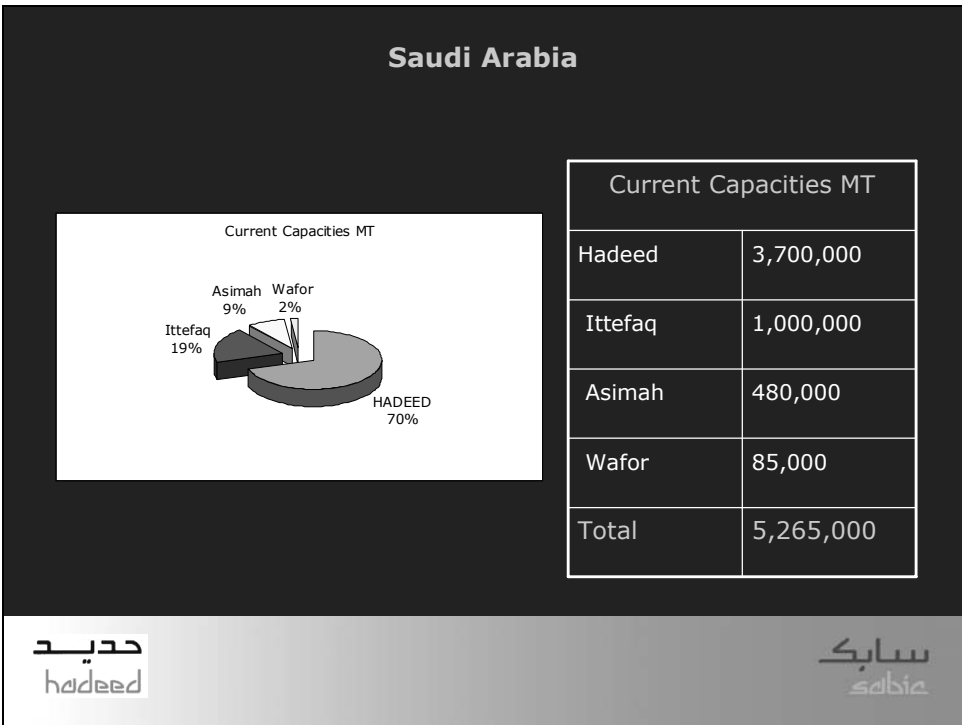 Saudi Arabia
Current Capacities MT
Asimah
9%
Wafor
2%
Ittefaq
19%
HADEED
70%
Current Capacities MT
Hadeed 3,700,000
Ittefaq 1,000,000
Asimah 480,000
Wafor 85,000
Total 5,265,000
حديد
hadeed
سابك
sabic